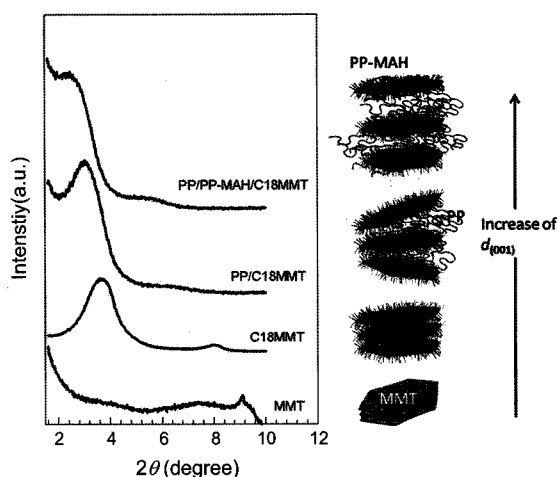 Intenstiy(a.u.)
PP/PP-MAH/C18MMT
PP/C18MMT
C18MMT
MMT
2 4 6 8 10 12
2θ (degree)
PP-MAH
PP
MMT
Increase of
d(001)